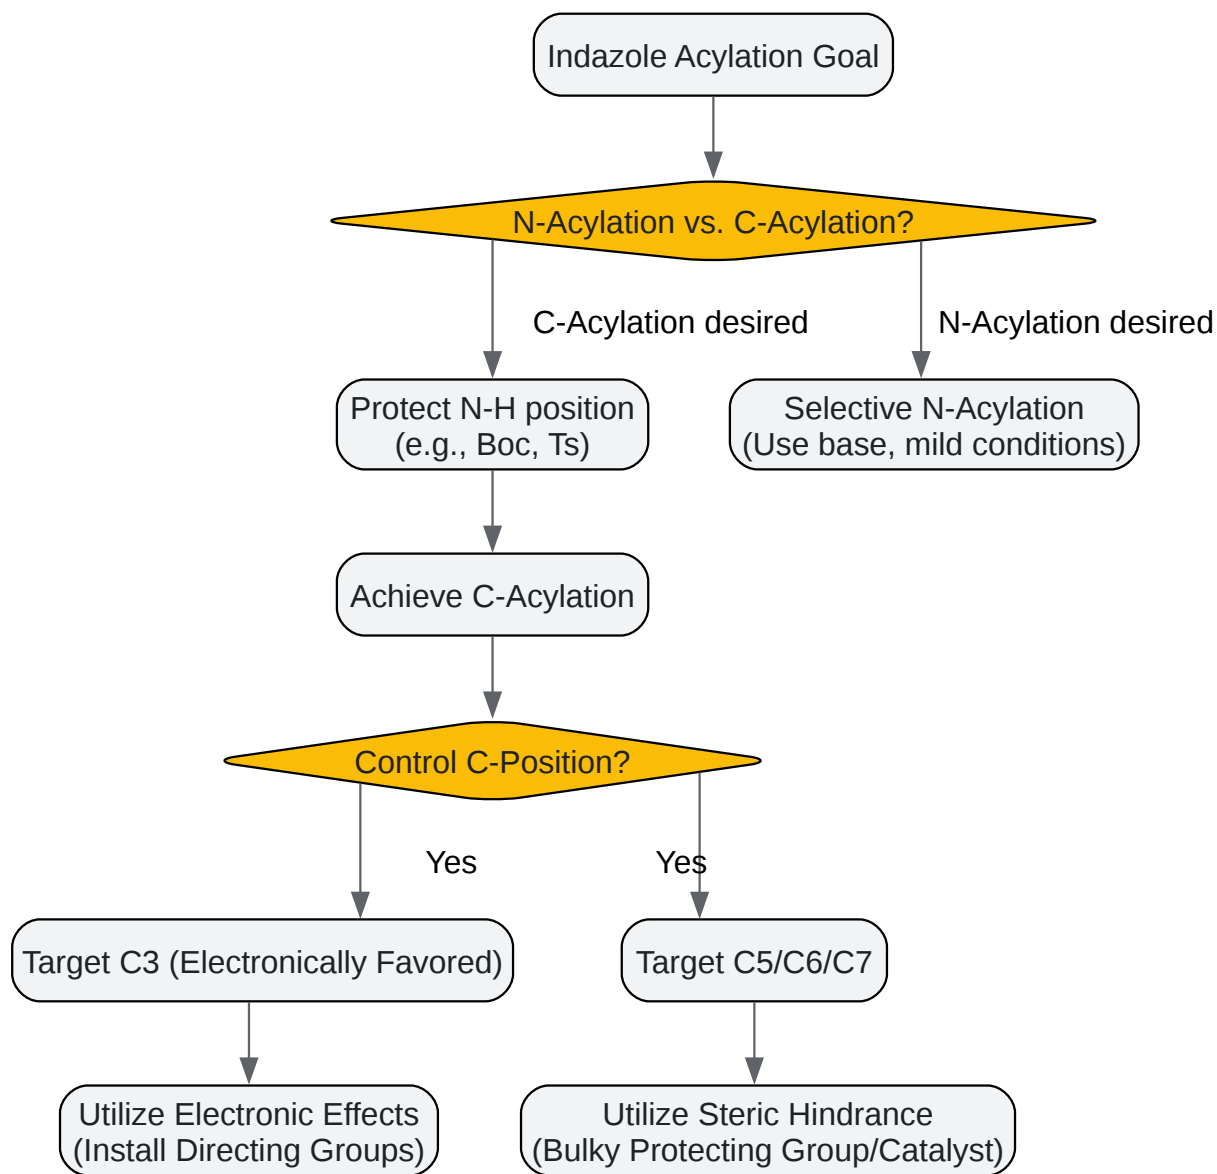 Indazole Acylation Goal
N-Acylation vs. C-Acylation?
C-Acylation desired
N-Acylation desired
Protect N-H position
(e.g., Boc, Ts)
Selective N-Acylation
(Use base, mild conditions)
Achieve C-Acylation
Control C-Position?
Yes
Yes
Target C3 (Electronically Favored)
Target C5/C6/C7
Utilize Electronic Effects
(Install Directing Groups)
Utilize Steric Hindrance
(Bulky Protecting Group/Catalyst)